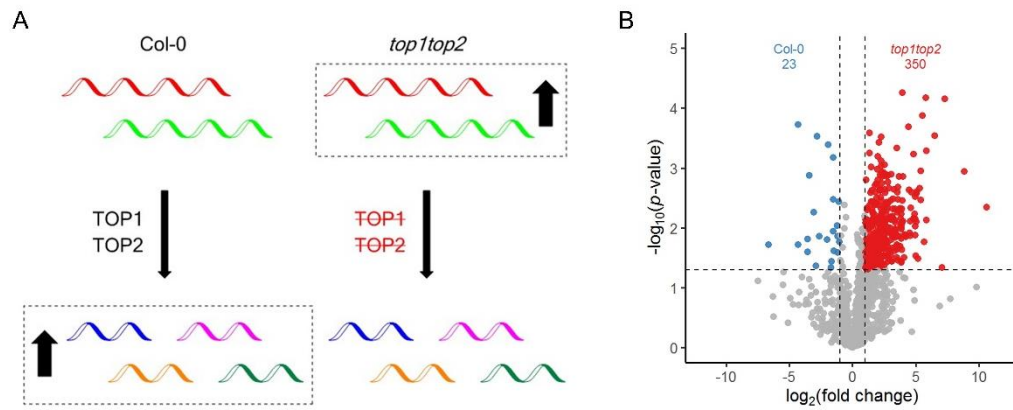 A
Col-0
top1top2
TOP1
TOP2
TOP1
TOP2
B
Col-0
23
top1top2
350
5
4
3
2
1
0
-log10(p-value)
-10
-5
0
5
10
log2(fold change)